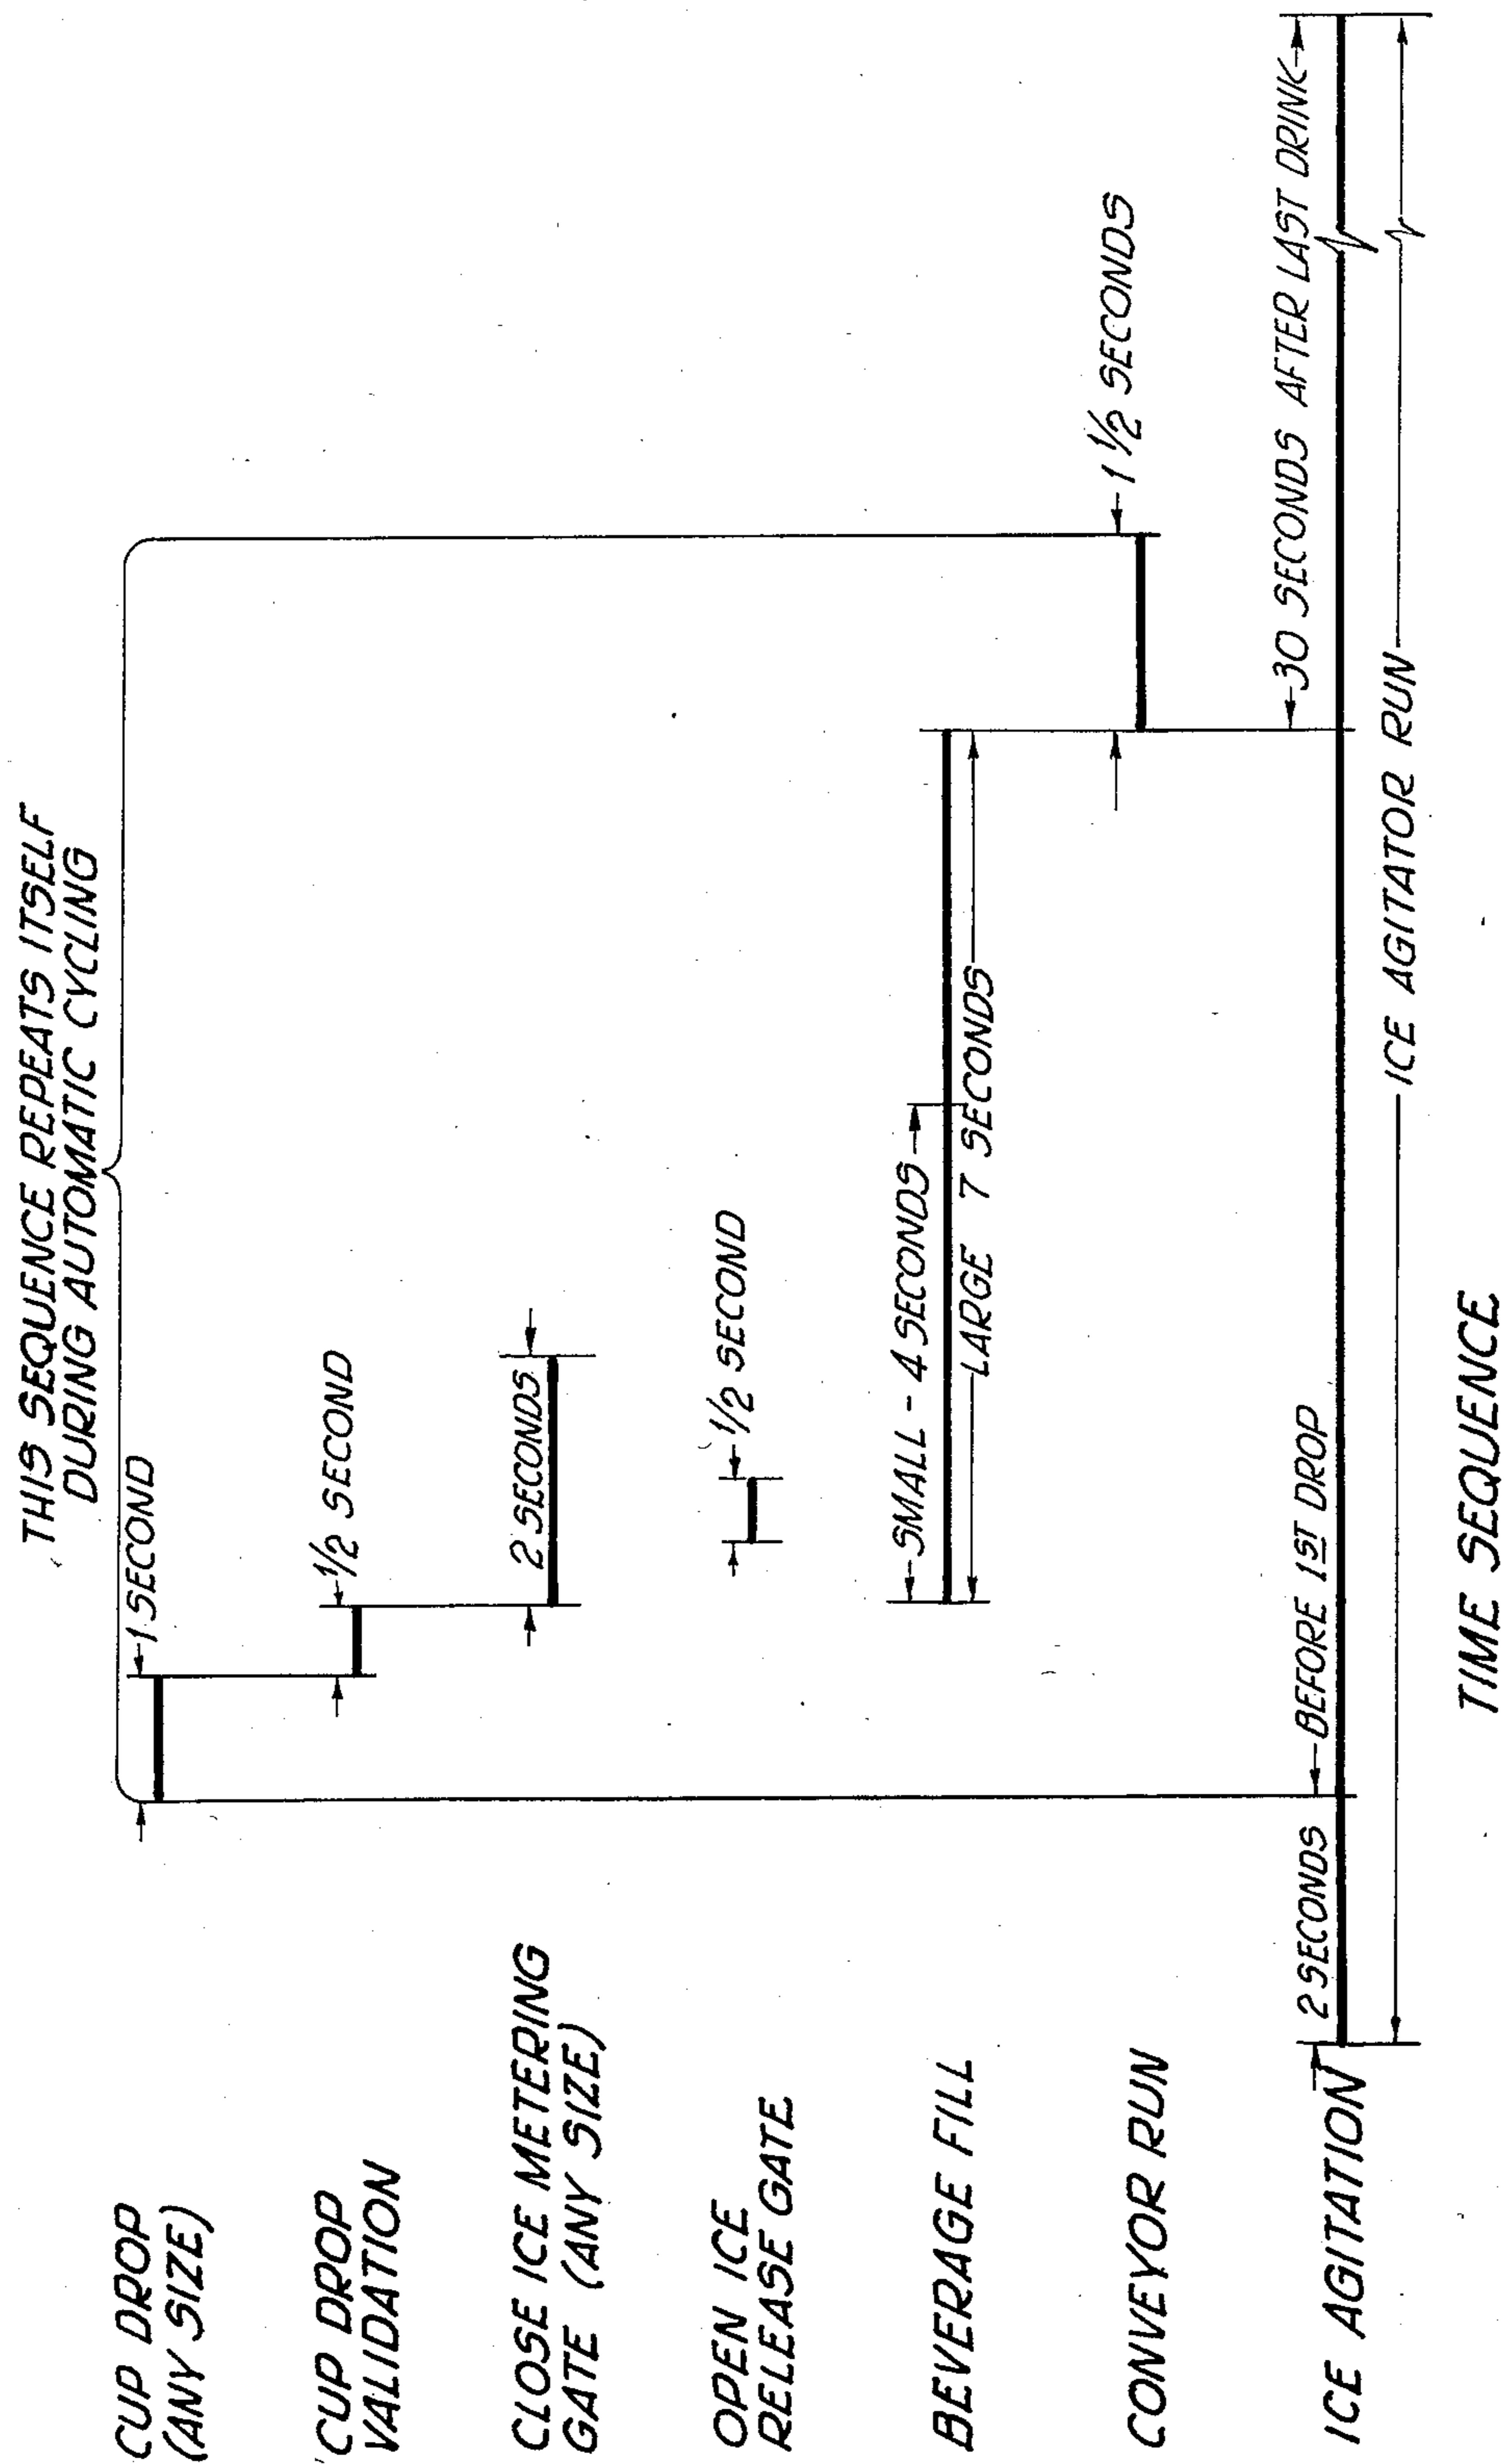 THIS SEQUENCE REPEATS ITSELF
DURING AUTOMATIC CYCLING
CUP DROP
(ANY SIZE)
1 SECOND
CUP DROP
VALIDATION
1/2 SECOND
CLOSE ICE METERING
GATE (ANY SIZE)
2 SECONDS
OPEN ICE
RELEASE GATE
1/2 SECOND
BEVERAGE FILL
SMALL - 4 SECONDS
LARGE 7 SECONDS
CONVEYOR RUN
1 1/2 SECONDS
ICE AGITATION
2 SECONDS
BEFORE 1ST DROP
30 SECONDS AFTER LAST DRINK
ICE AGITATOR RUN
TIME SEQUENCE